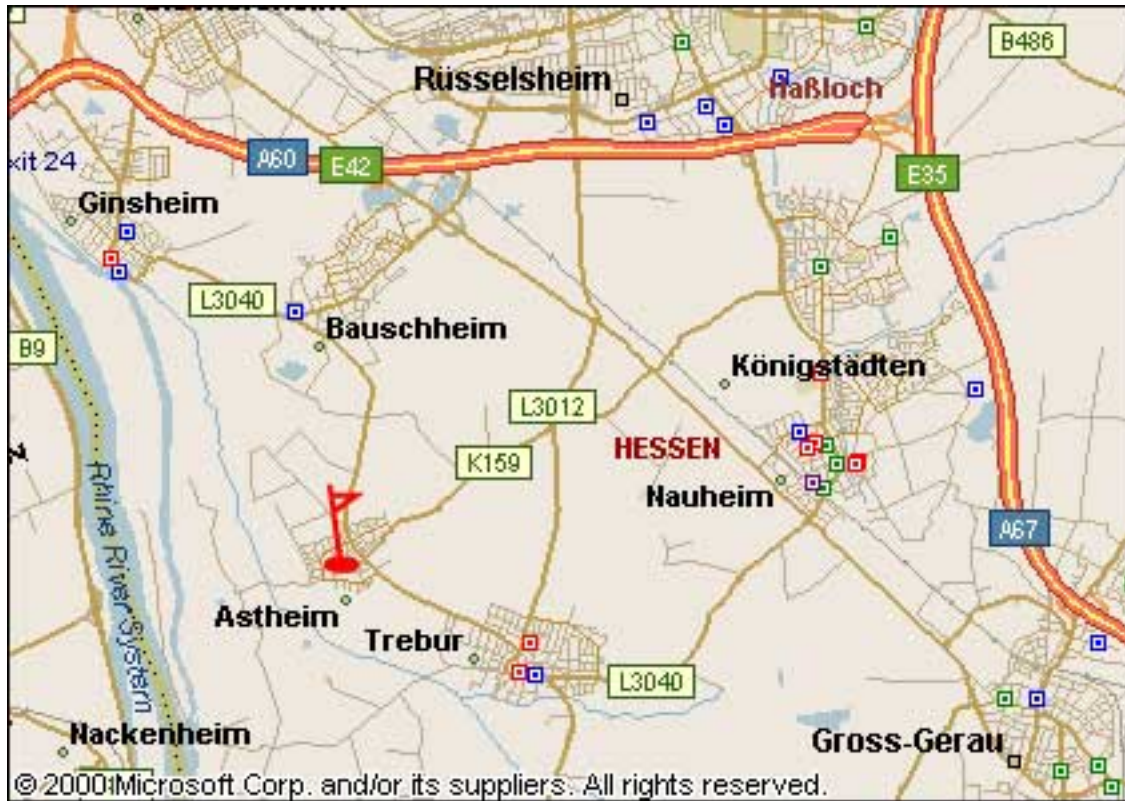 B486
Rüsselsheim
Haßloch
A60
E42
E35
xit 24
Ginsheim
L3040
Bauschheim
B9
Königstädten
L3012
HESSEN
K159
Nauheim
Rhine River System
A67
Astheim
Trebur
L3040
Nackenheim
Gross-Gerau
© 2000 Microsoft Corp. and/or its suppliers. All rights reserved.